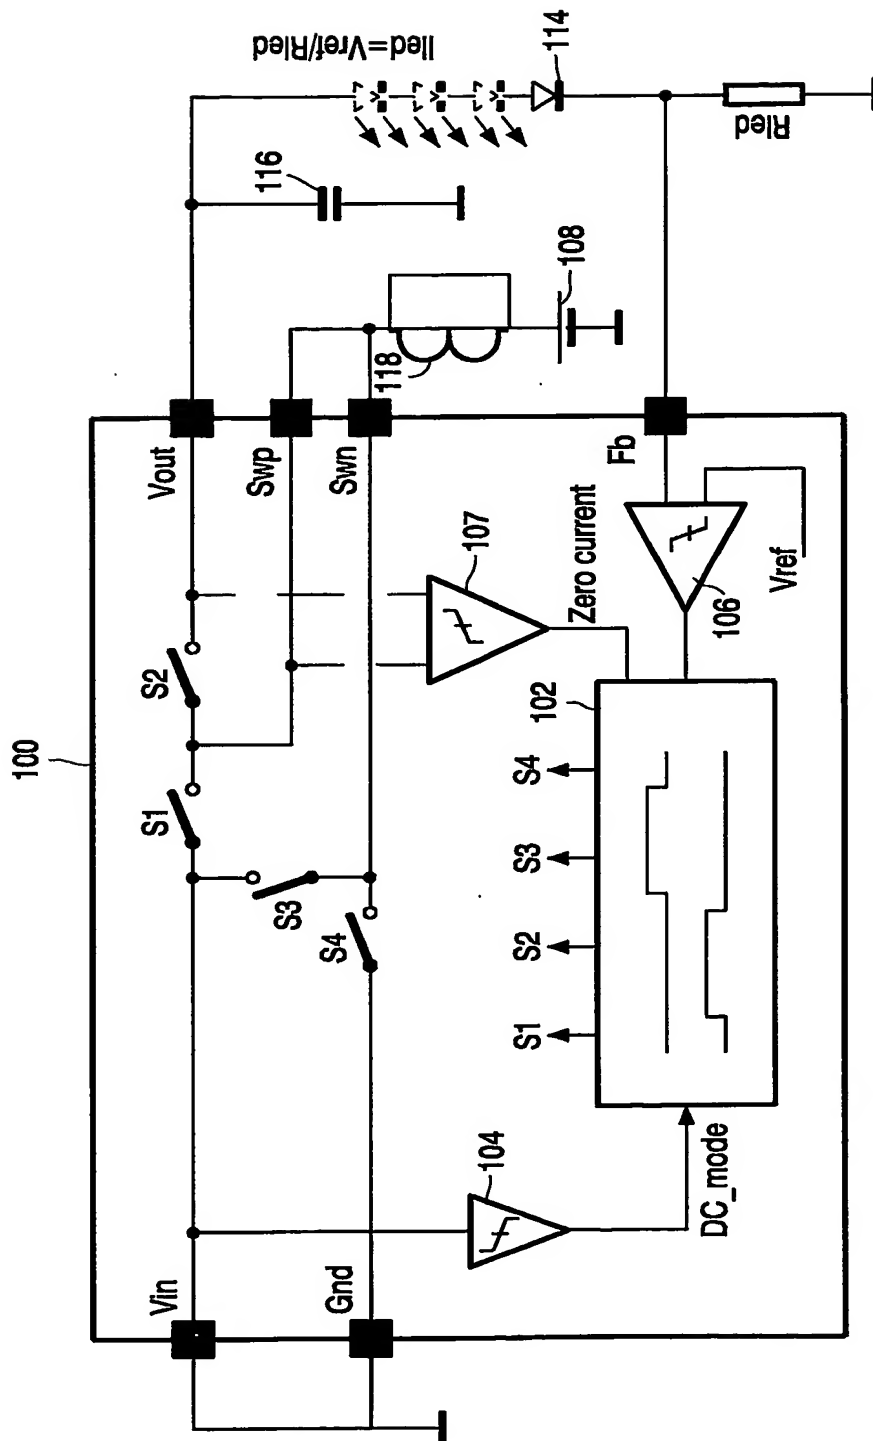 100
Vin
Gnd
S1
S2
S3
S4
Vout
Swp
Swn
Fb
104
DC_mode
S1
S2
S3
S4
102
107
Zero current
106
Vref
116
118
108
Iled=Vref/Rled
114
Rled